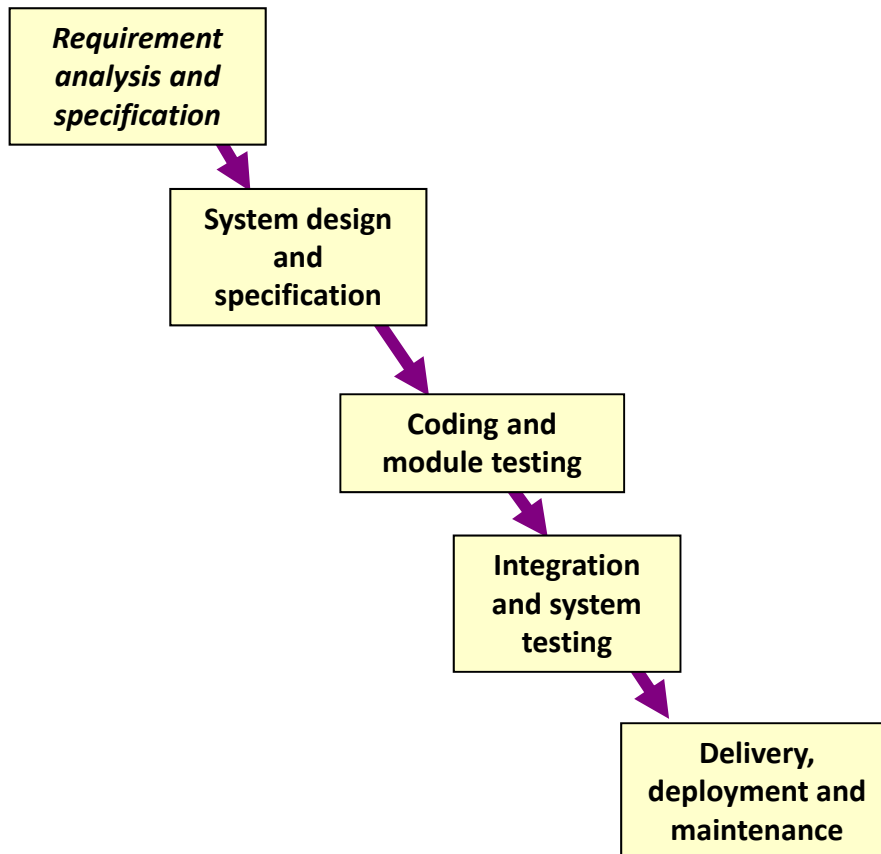 Requirement
analysis and
specification
System design
and
specification
Coding and
module testing
Integration
and system
testing
Delivery,
deployment and
maintenance